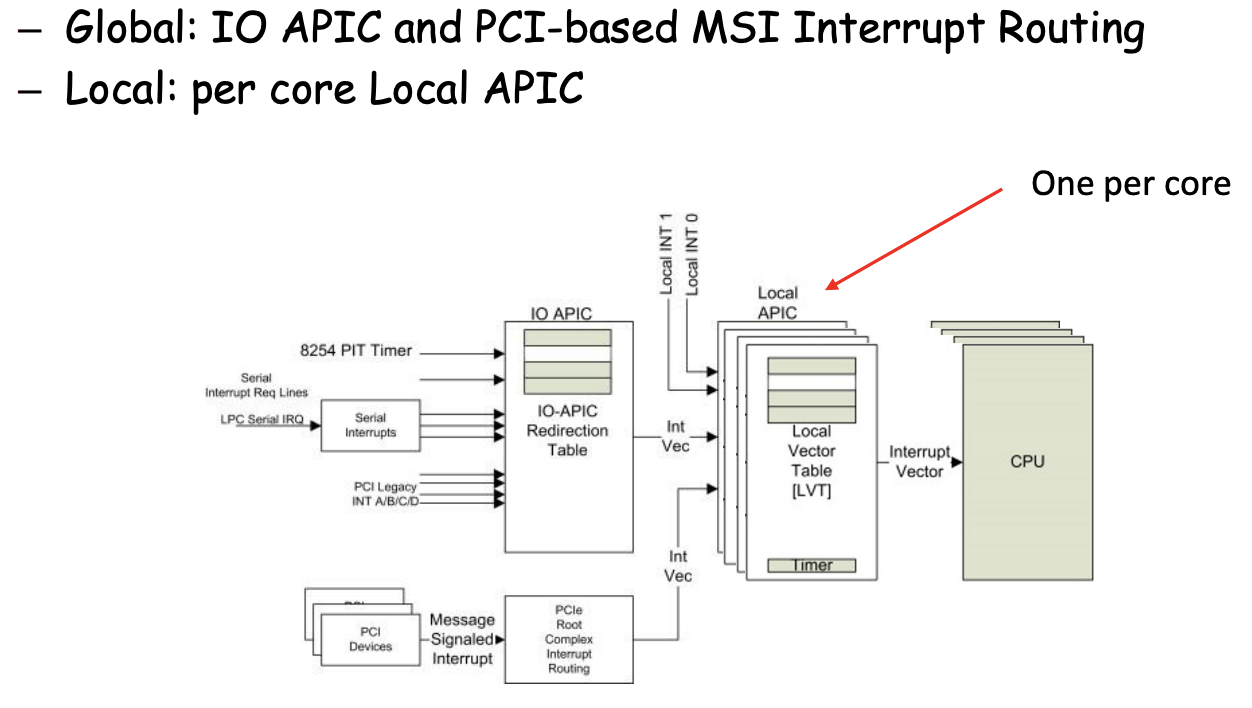 – Global: IO APIC and PCI-based MSI Interrupt Routing
– Local: per core Local APIC
One per core
Local INT 1
Local INT 0
Local
APIC
IO APIC
8254 PIT Timer
Serial
Interrupt Req Lines
LPC Serial IRQ
Serial
Interrupts
PCI Legacy
INT A/B/C/D
IO-APIC
Redirection
Table
Int
Vec
Local
Vector
Table
[LVT]
Timer
Interrupt
Vector
CPU
Int
Vec
PCI
Devices
Message
Signaled
Interrupt
PCIe
Root
Complex
Interrupt
Routing